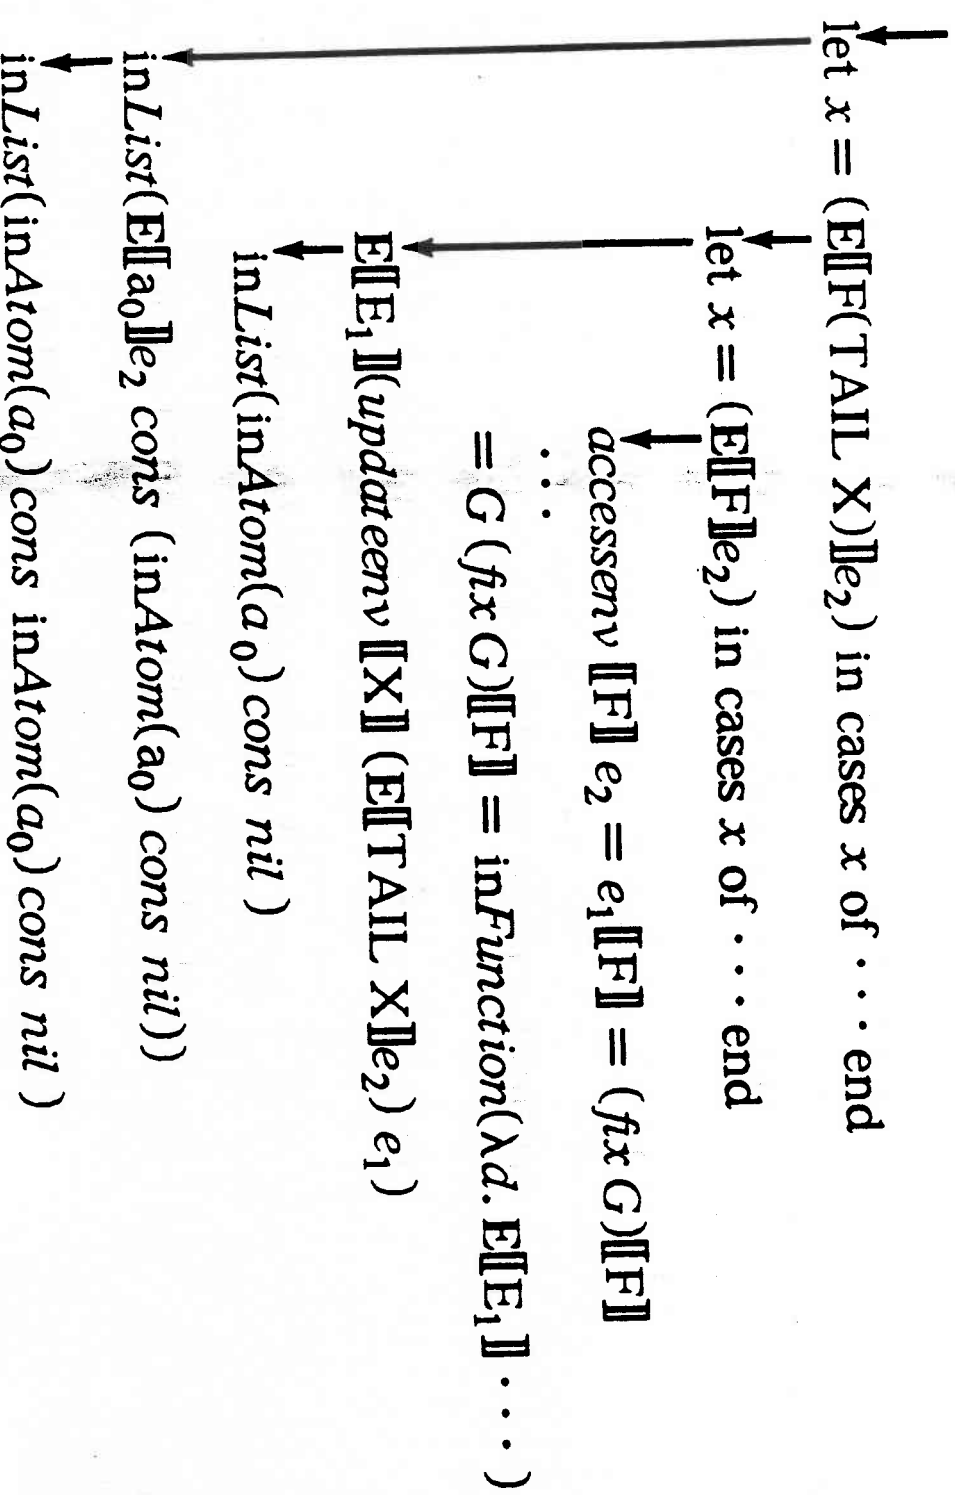 let x = (E⟦F(TAIL X)⟧e₂) in cases x of · · · end
let x = (E⟦F⟧e₂) in cases x of · · · end
accessenv ⟦F⟧ e₂ = e₁⟦F⟧ = (fix G)⟦F⟧
· · ·
= G (fix G)⟦F⟧ = inFunction(λd. E⟦E₁⟧ · · · )
E⟦E₁⟧(updateenv ⟦X⟧ (E⟦TAIL X⟧e₂) e₁)
inList(inAtom(a₀) cons nil )
inList(E⟦a₀⟧e₂ cons (inAtom(a₀) cons nil))
inList(inAtom(a₀) cons inAtom(a₀) cons nil )